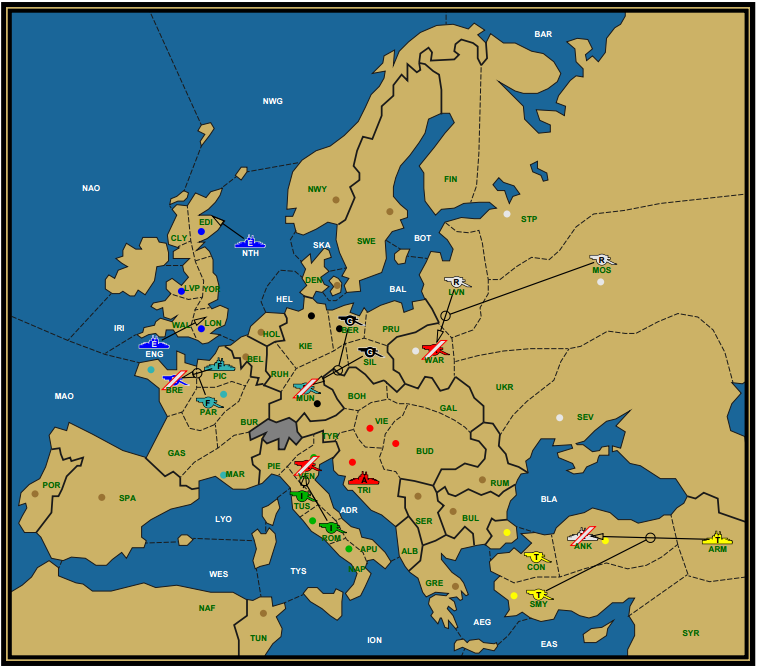 BAR
NWG
NAO
FIN
NWY
EDI
STP
CLY
E
SWE
SKA
BOT
NTH
R
MOS
DEN
R
LVP
YOR
BAL
LVN
HEL
WAL
LON
G
IRI
BER
PRU
HOL
E
KIE
ENG
G
BEL
WAR
SIL
F
PIC
RUH
BRE
UKR
MAO
F
MUN
BOH
PAR
GAL
SEV
BUR
VIE
TYR
GAS
BUD
PIE
MAR
VEN
A
RUM
POR
TRI
SPA
I
BLA
TUS
ADR
LYO
SER
BUL
I
ROM
ANK
T
ARM
APU
ALB
T
CON
WES
TYS
NAP
GRE
T
SMY
NAF
AEG
SYR
TUN
ION
EAS